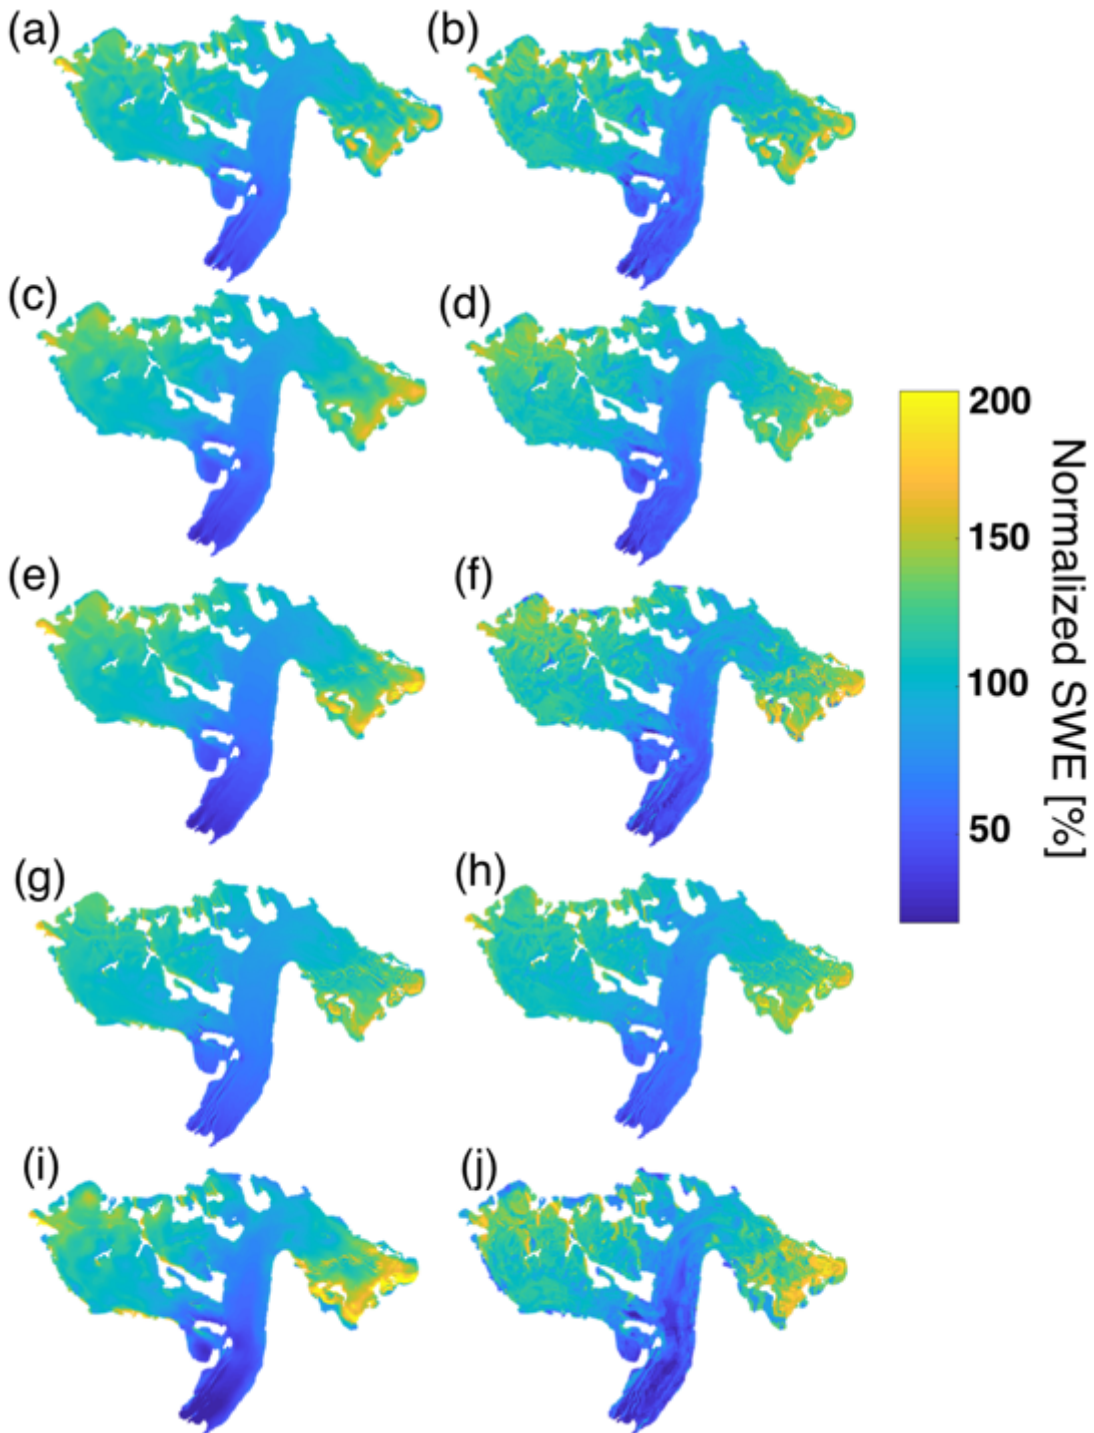 (a)
(b)
(c)
(d)
(e)
(f)
(g)
(h)
(i)
(j)
200
150
100
50
Normalized SWE [%]